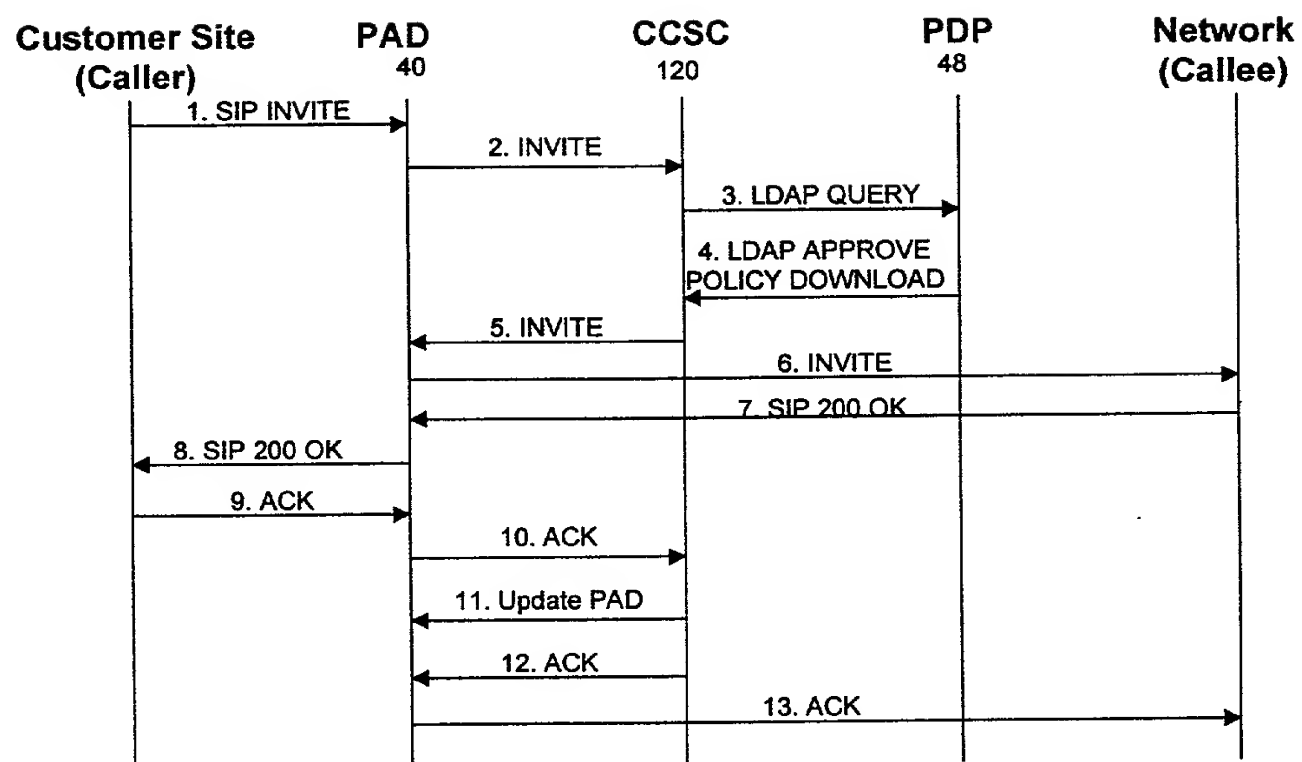 Customer Site
(Caller)
PAD
40
CCSC
120
PDP
48
Network
(Callee)
1. SIP INVITE
2. INVITE
3. LDAP QUERY
4. LDAP APPROVE
POLICY DOWNLOAD
5. INVITE
6. INVITE
7. SIP 200 OK
8. SIP 200 OK
9. ACK
10. ACK
11. Update PAD
12. ACK
13. ACK